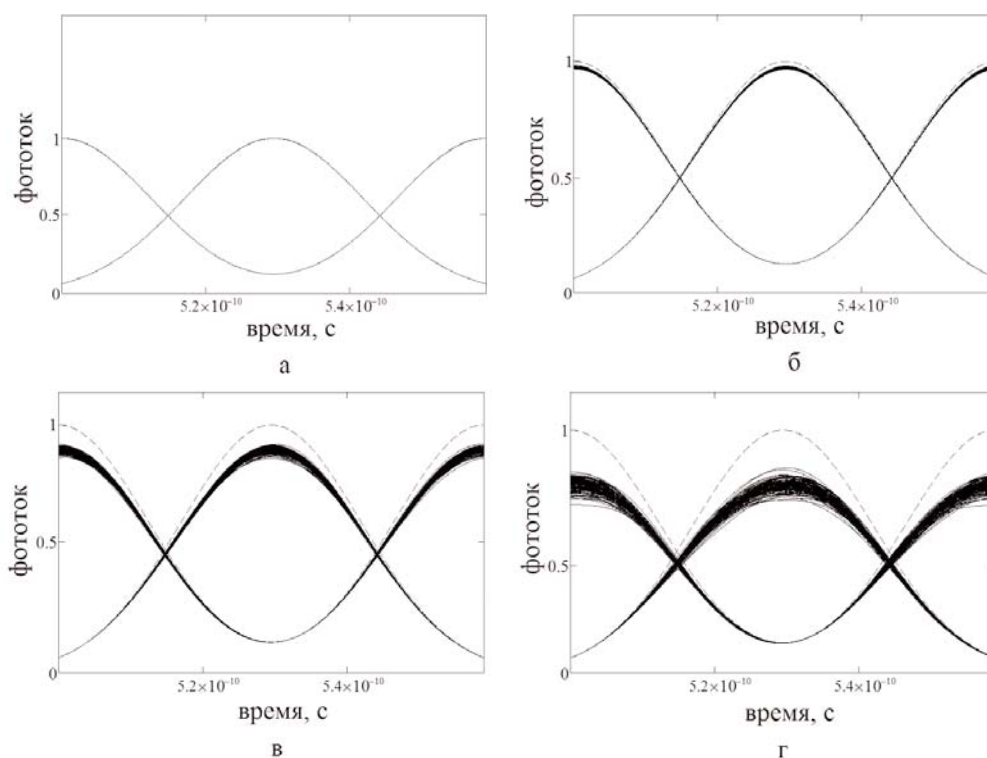 1
фототок
0.5
0
5.2×10⁻¹⁰
5.4×10⁻¹⁰
время, с
а
1
фототок
0.5
0
5.2×10⁻¹⁰
5.4×10⁻¹⁰
время, с
б
1
фототок
0.5
0
5.2×10⁻¹⁰
5.4×10⁻¹⁰
время, с
в
1
фототок
0.5
0
5.2×10⁻¹⁰
5.4×10⁻¹⁰
время, с
г